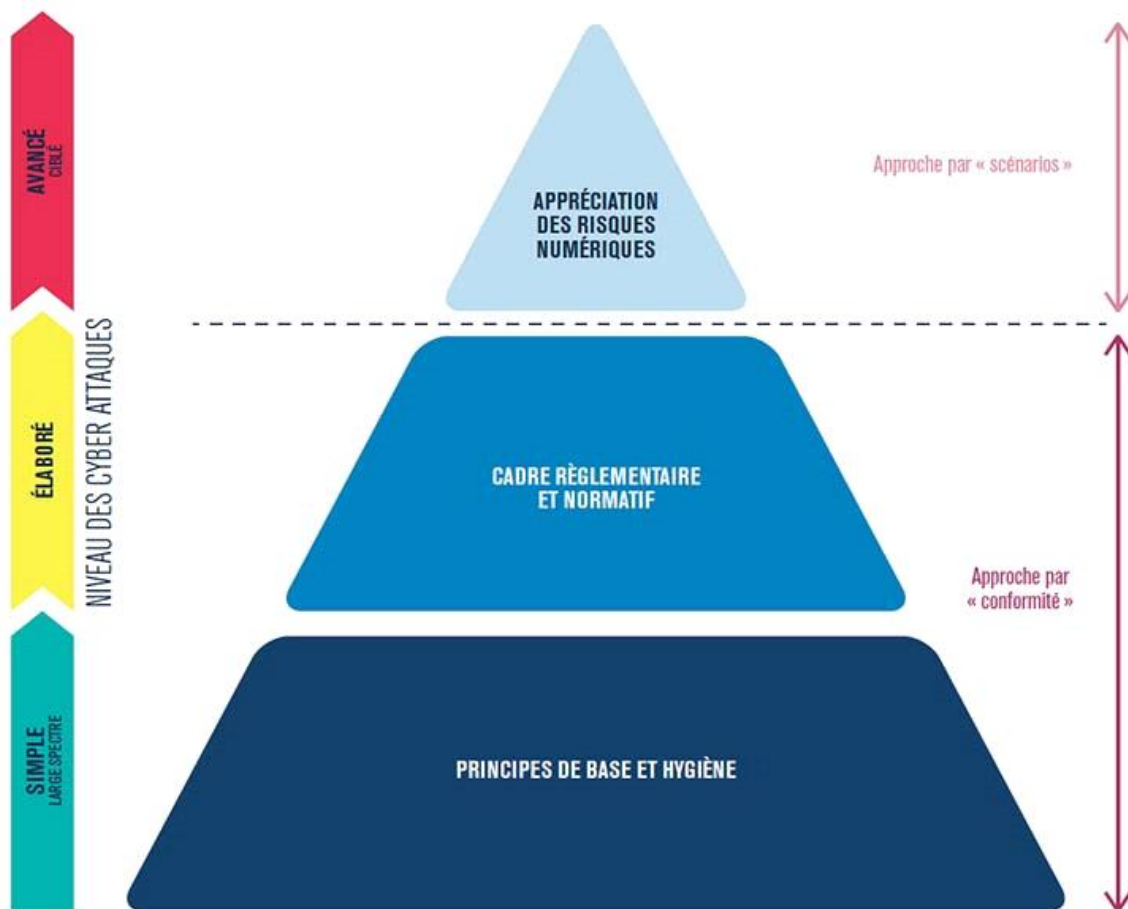 AVANCÉ
CIBLÉ
APPRÉCIATION
DES RISQUES
NUMÉRIQUES
Approche par « scénarios »
NIVEAU DES CYBER ATTAQUES
ÉLABORÉ
CADRE RÈGLEMENTAIRE
ET NORMATIF
Approche par
« conformité »
SIMPLE
LARGE SPECTRE
PRINCIPES DE BASE ET HYGIÈNE